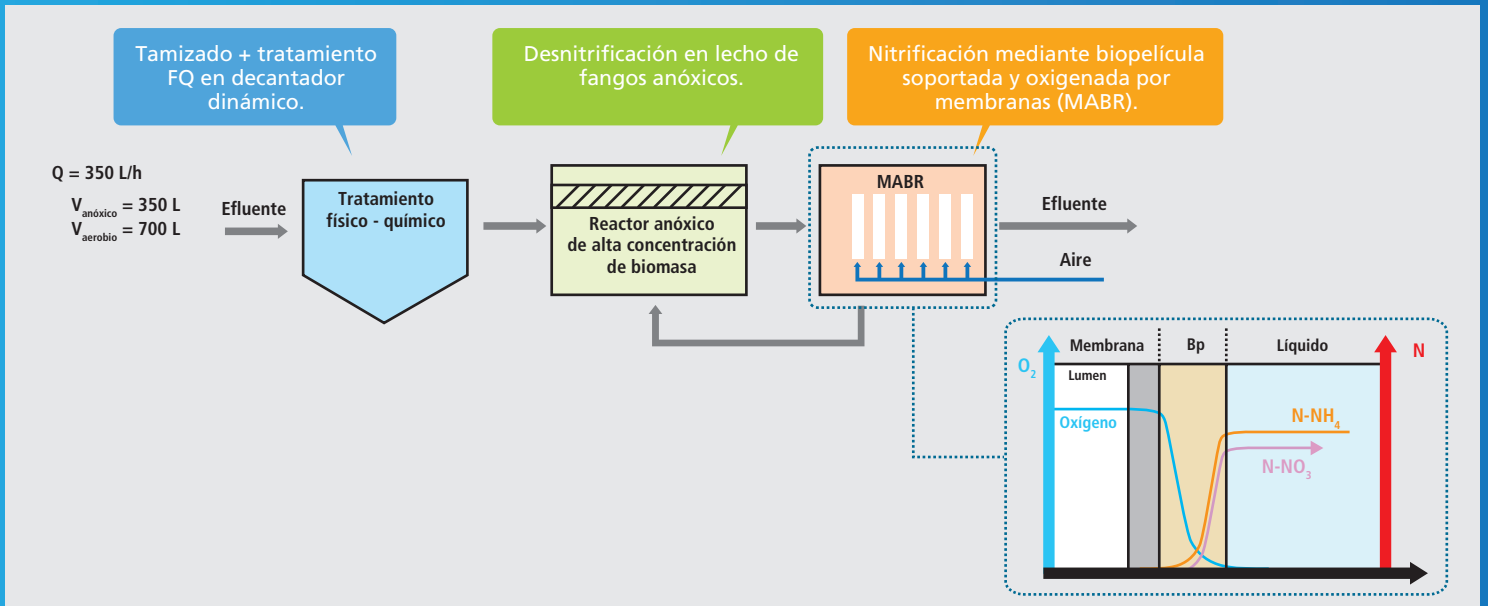 Tamizado + tratamiento
FQ en decantador
dinámico.
Desnitrificación en lecho de
fangos anóxicos.
Nitrificación mediante biopelícula
soportada y oxigenada por
membranas (MABR).
Q = 350 L/h
V anóxico = 350 L
V aerobio = 700 L
Efluente
Tratamiento
físico - químico
Reactor anóxico
de alta concentración
de biomasa
MABR
Efluente
Aire
Membrana
Bp
Líquido
O2
N
Lumen
Oxígeno
N-NH4
N-NO3